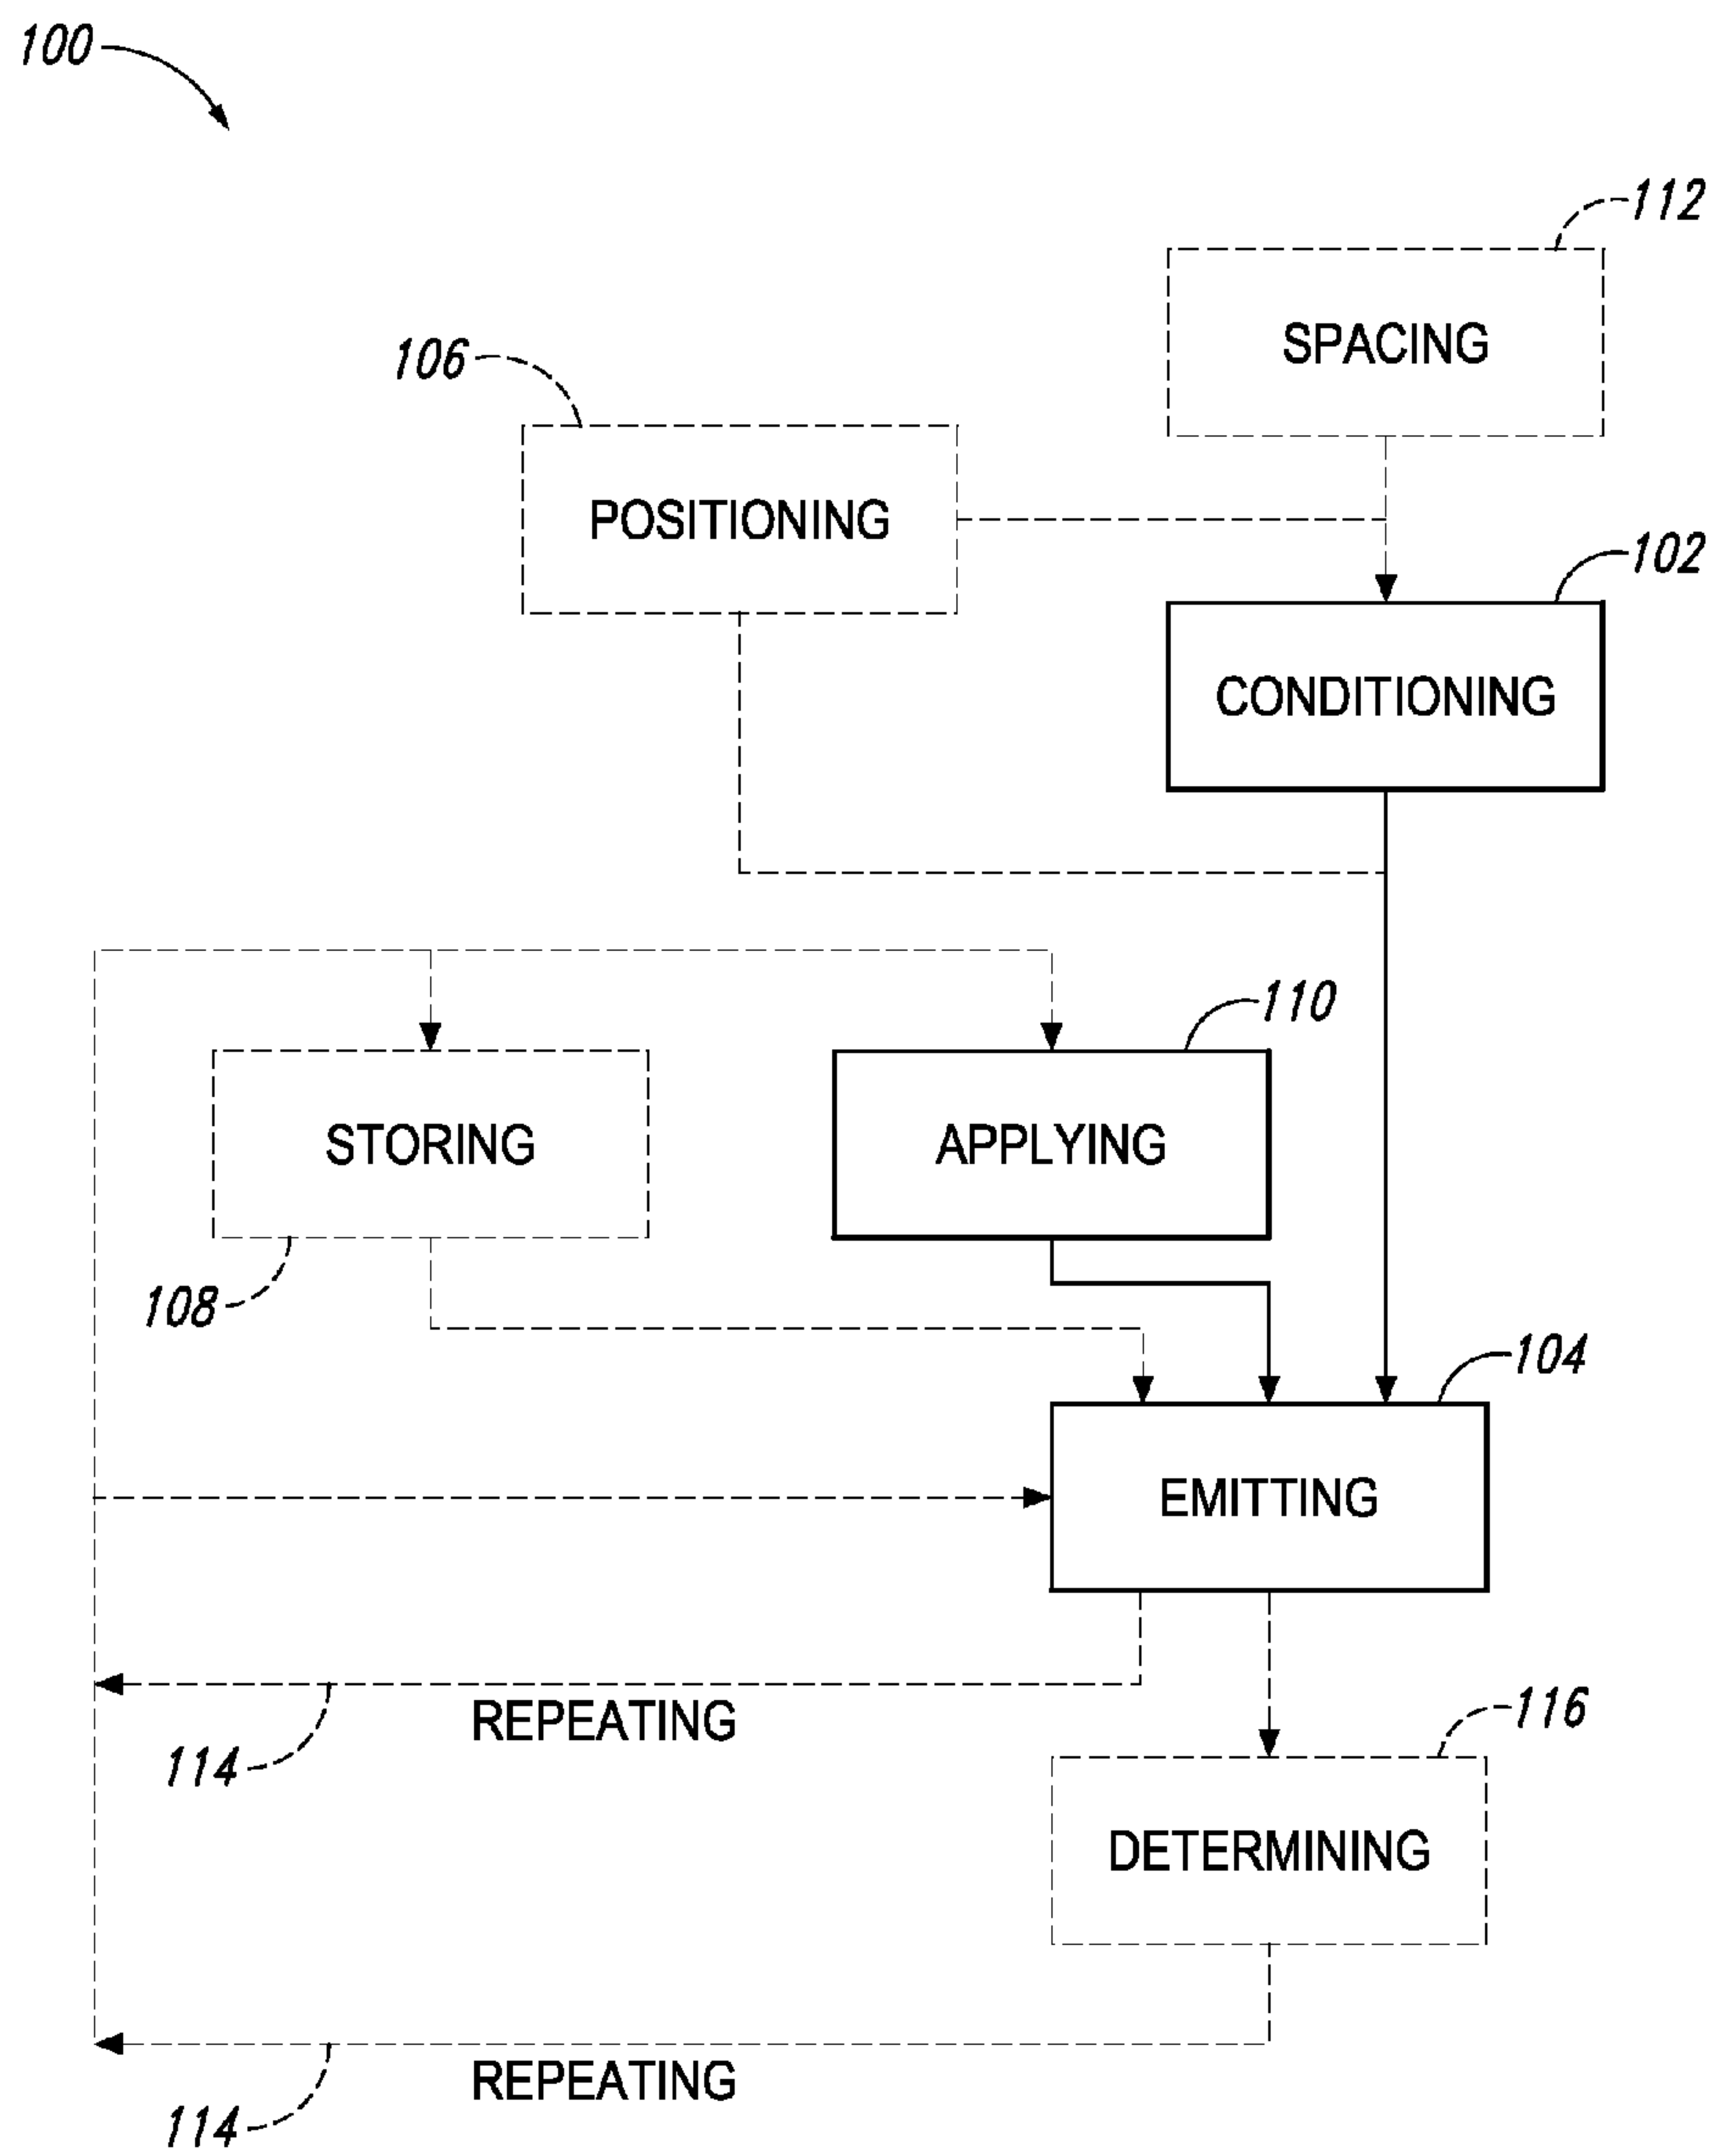 100
112
SPACING
106
POSITIONING
102
CONDITIONING
110
STORING
APPLYING
108
104
EMITTING
REPEATING
114
116
DETERMINING
REPEATING
114